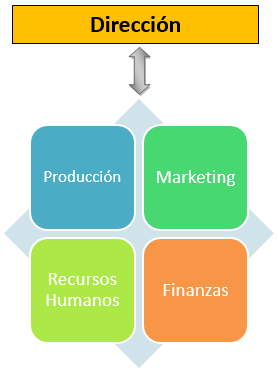 Dirección
Producción
Marketing
Recursos
Humanos
Finanzas